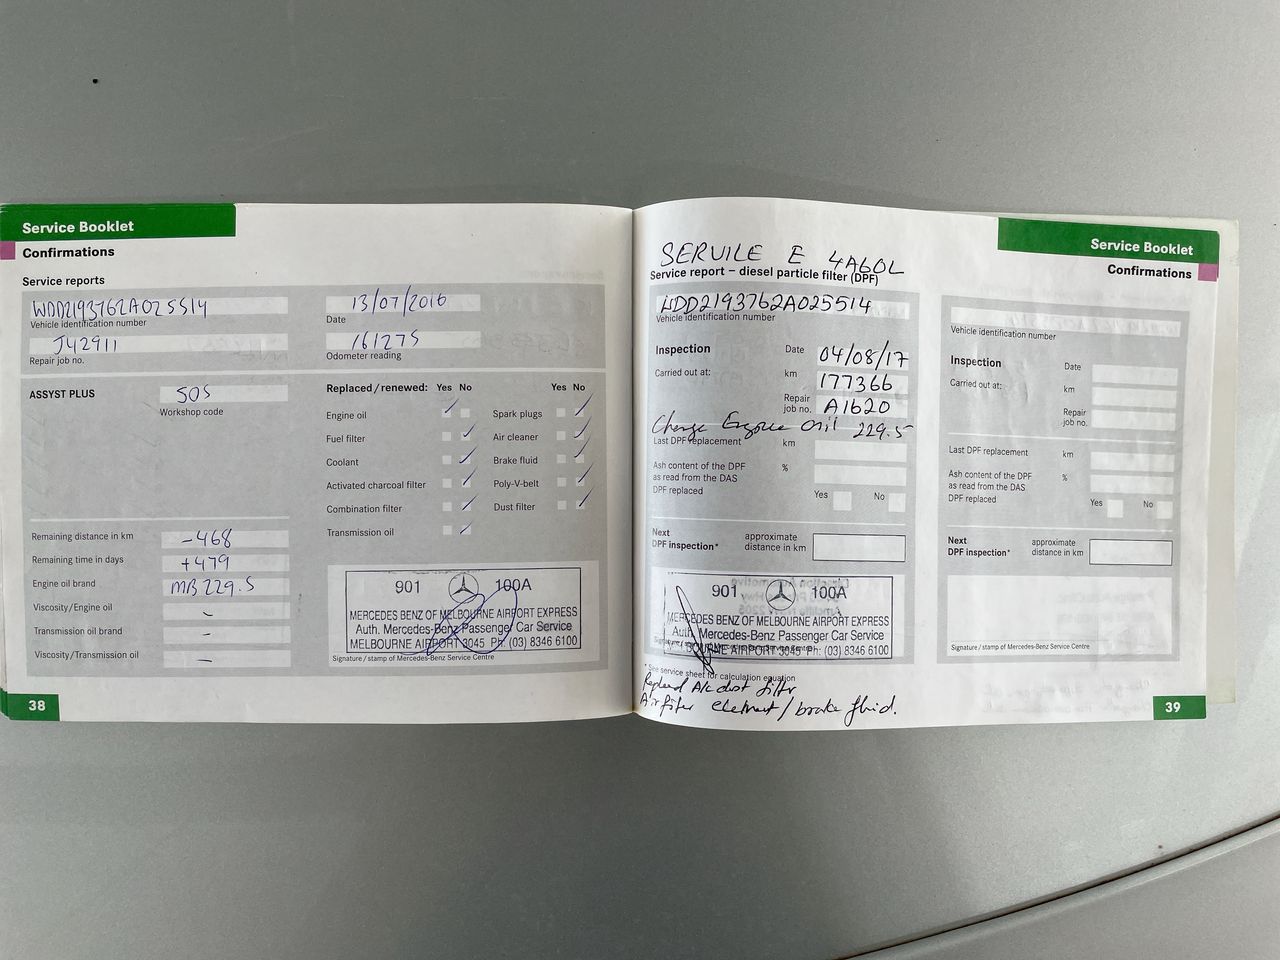 Service Booklet
Confirmations
Service reports
WDD2193762A025514
Vehicle identification number
J42911
Repair job no.
13/07/2016
Date
161275
Odometer reading
ASSYST PLUS
505
Workshop code
Replaced/renewed: Yes No Yes No
Engine oil
Spark plugs
Fuel filter
Air cleaner
Coolant
Brake fluid
Activated charcoal filter
Poly-V-belt
Combination filter
Dust filter
Transmission oil
Remaining distance in km -468
Remaining time in days +479
Engine oil brand MB 229.5
Viscosity/Engine oil -
Transmission oil brand -
Viscosity/Transmission oil -
901 100A
MERCEDES BENZ OF MELBOURNE AIRPORT EXPRESS
Auth. Mercedes-Benz Passenger Car Service
MELBOURNE AIRPORT 3045 Ph: (03) 8346 6100
Signature/stamp of Mercedes-Benz Service Centre
38
Service Booklet
Confirmations
SERVILE E 4A60L
Service report – diesel particle filter (DPF)
WDD2193762A025514
Vehicle identification number
Inspection
Carried out at:
Date 04/08/17
km 177366
Repair job no. A1620
Change Engine Oil 229.5
Last DPF replacement km
Ash content of the DPF %
as read from the DAS
DPF replaced Yes No
Next approximate
DPF inspection* distance in km
901 100A
MERCEDES BENZ OF MELBOURNE AIRPORT EXPRESS
Auth Mercedes-Benz Passenger Car Service
BOURNE AIRPORT 3045 Ph: (03) 8346 6100
* See service sheet for calculation equation
Replaced A/c dust filter
Air filter element / brake fluid.
Vehicle identification number
Inspection
Carried out at:
Date
km
Repair
job no.
Last DPF replacement km
Ash content of the DPF %
as read from the DAS
DPF replaced Yes No
Next approximate
DPF inspection* distance in km
Signature/stamp of Mercedes-Benz Service Centre
39